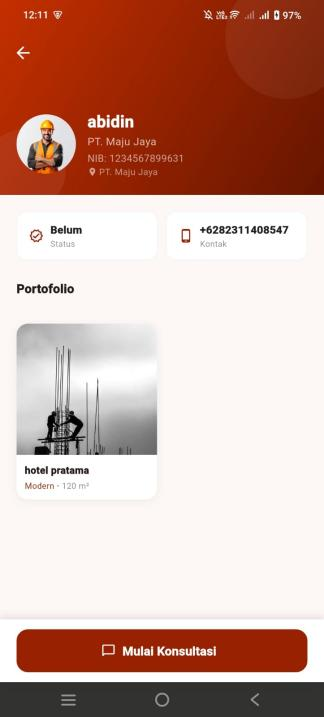 12:11
97%
abidin
PT. Maju Jaya
NIB: 1234567899631
PT. Maju Jaya
Belum
Status
+6282311408547
Kontak
Portofolio
hotel pratama
Modern • 120 m²
Mulai Konsultasi